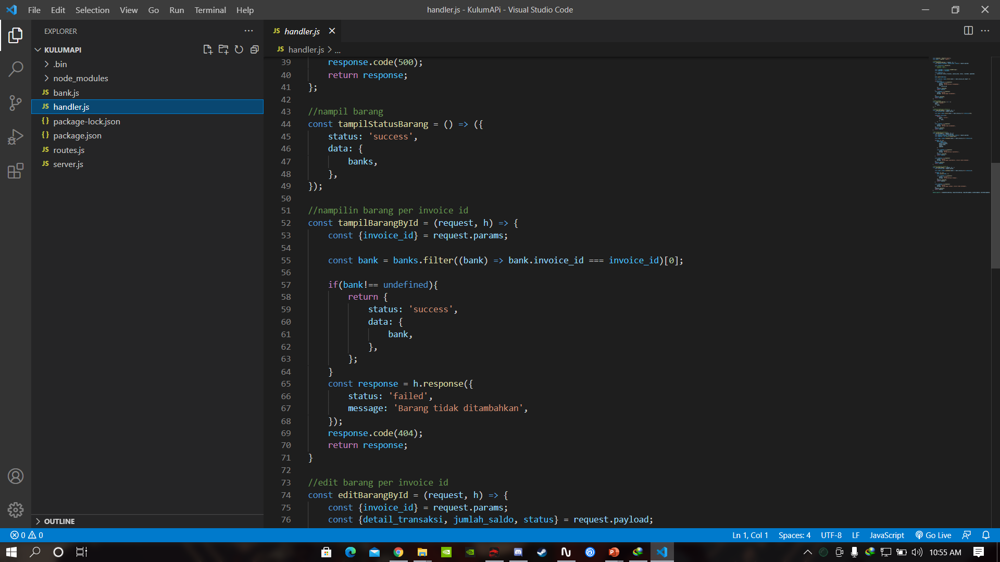 File Edit Selection View Go Run Terminal Help
handler.js - KulumAPi - Visual Studio Code
EXPLORER
KULUMAPI
.bin
node_modules
JS bank.js
JS handler.js
{} package-lock.json
{} package.json
JS routes.js
JS server.js
OUTLINE
JS handler.js
JS handler.js > ...
39 response.code(500);
40 return response;
41 };
42
43 //nampil barang
44 const tampilStatusBarang = () => ({
45 status: 'success',
46 data: {
47 banks,
48 },
49 });
50
51 //nampilin barang per invoice id
52 const tampilBarangById = (request, h) => {
53 const {invoice_id} = request.params;
54
55 const bank = banks.filter((bank) => bank.invoice_id === invoice_id)[0];
56
57 if(bank!== undefined){
58 return {
59 status: 'success',
60 data: {
61 bank,
62 },
63 };
64 }
65 const response = h.response({
66 status: 'failed',
67 message: 'Barang tidak ditambahkan',
68 });
69 response.code(404);
70 return response;
71 }
72
73 //edit barang per invoice id
74 const editBarangById = (request, h) => {
75 const {invoice_id} = request.params;
76 const {detail_transaksi, jumlah_saldo, status} = request.payload;
0 0
Ln 1, Col 1 Spaces: 4 UTF-8 LF JavaScript Go Live
10:55 AM